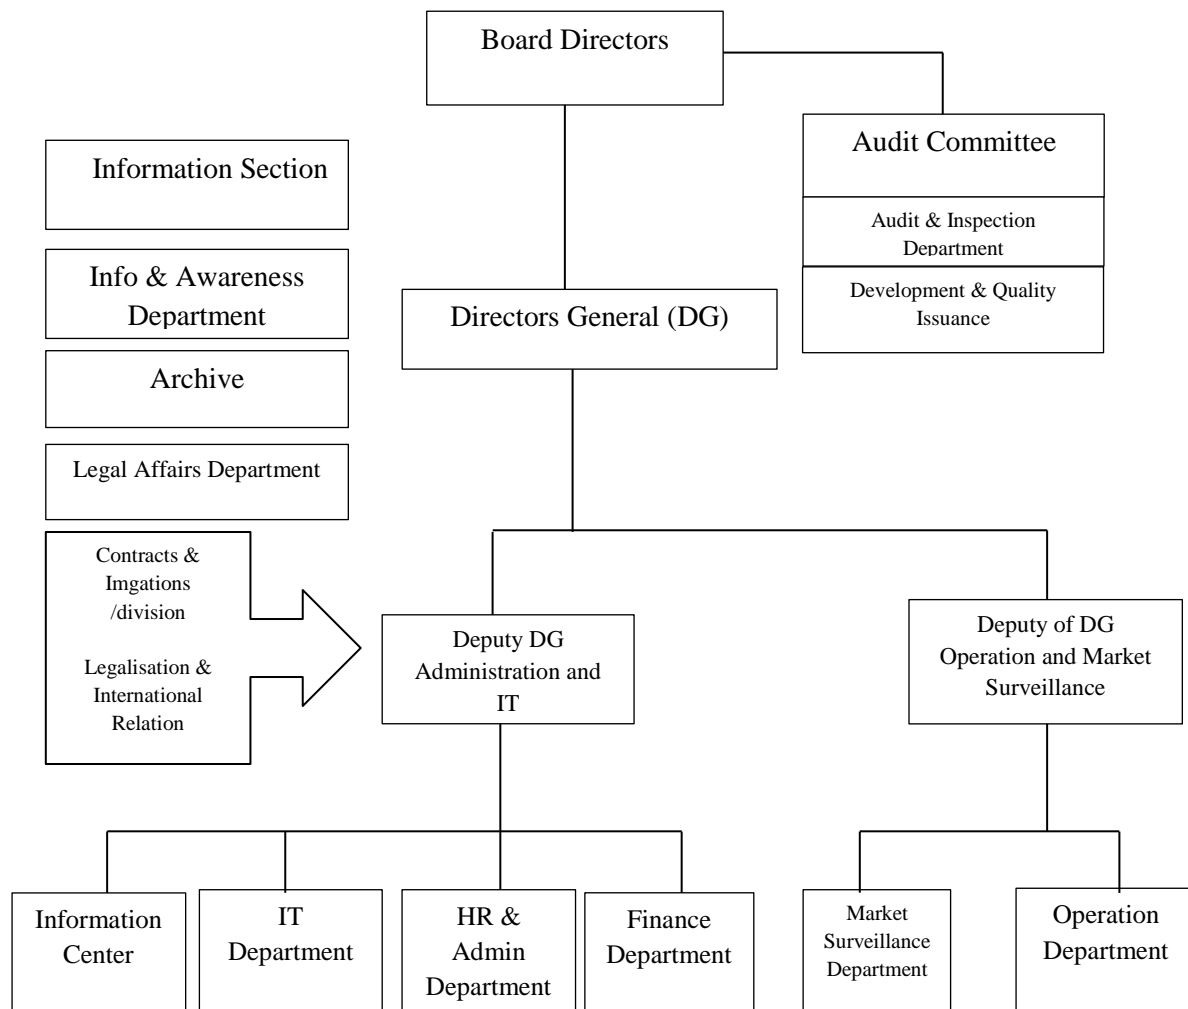 Board Directors
Audit Committee
Audit & Inspection
Department
Development & Quality
Issuance
Information Section
Info & Awareness
Department
Archive
Legal Affairs Department
Contracts &
Imgations
/division
Legalisation &
International
Relation
Directors General (DG)
Deputy DG
Administration and
IT
Deputy of DG
Operation and Market
Surveillance
Information
Center
IT
Department
HR &
Admin
Department
Finance
Department
Market
Surveillance
Department
Operation
Department